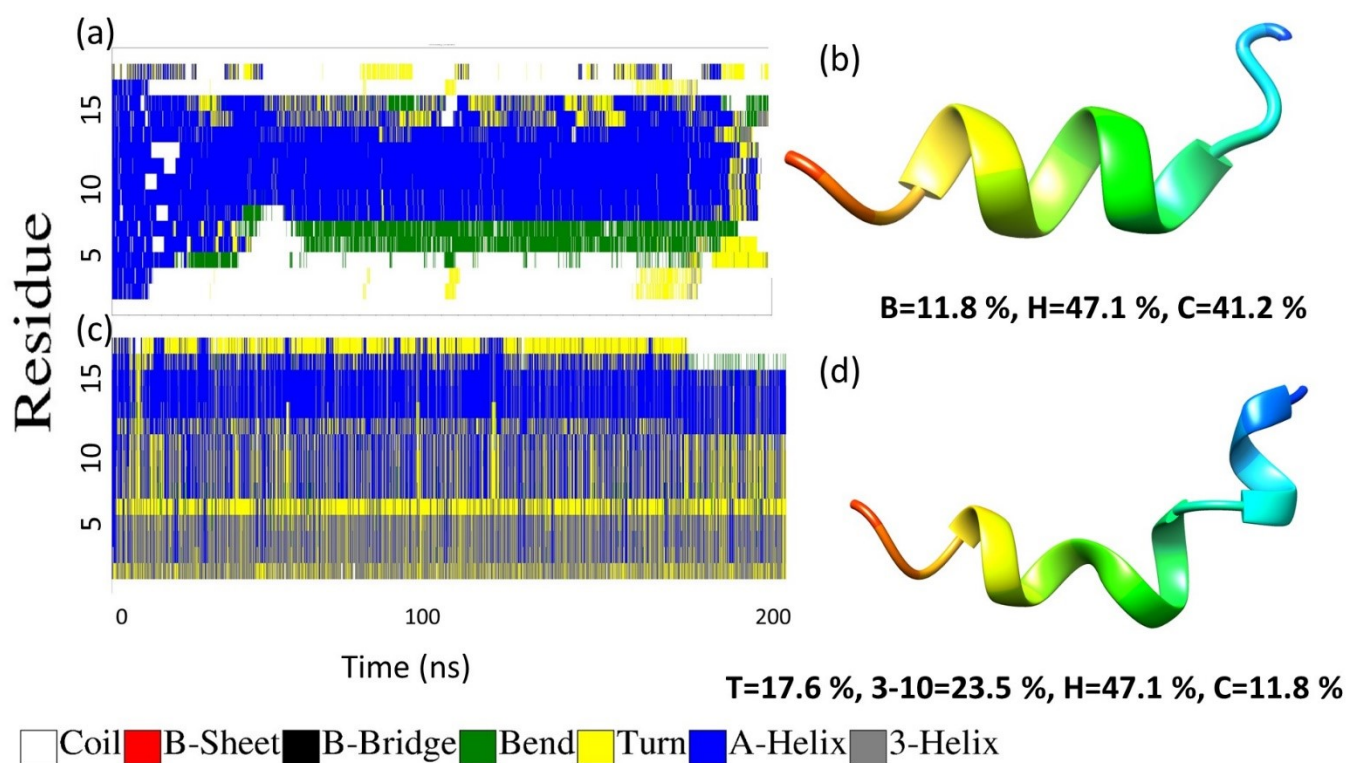 (a)
(b)
15
10
5
B=11.8 %, H=47.1 %, C=41.2 %
Residue
(c)
(d)
15
10
5
0 100 200
Time (ns)
T=17.6 %, 3-10=23.5 %, H=47.1 %, C=11.8 %
Coil B-Sheet B-Bridge Bend Turn A-Helix 3-Helix